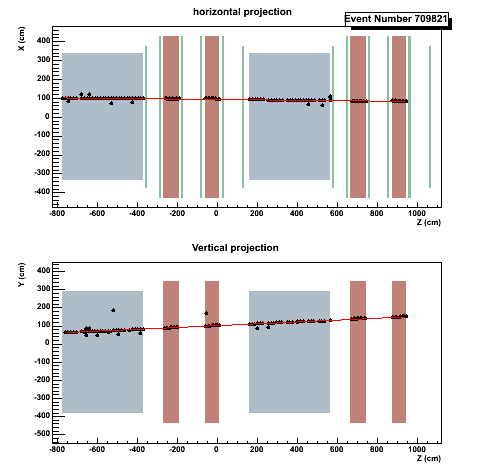 horizontal projection
Event Number 709821
X (cm)
400
300
200
100
0
-100
-200
-300
-400
-800 -600 -400 -200 0 200 400 600 800 1000
Z (cm)
Vertical projection
Y (cm)
400
300
200
100
0
-100
-200
-300
-400
-500
-800 -600 -400 -200 0 200 400 600 800 1000
Z (cm)